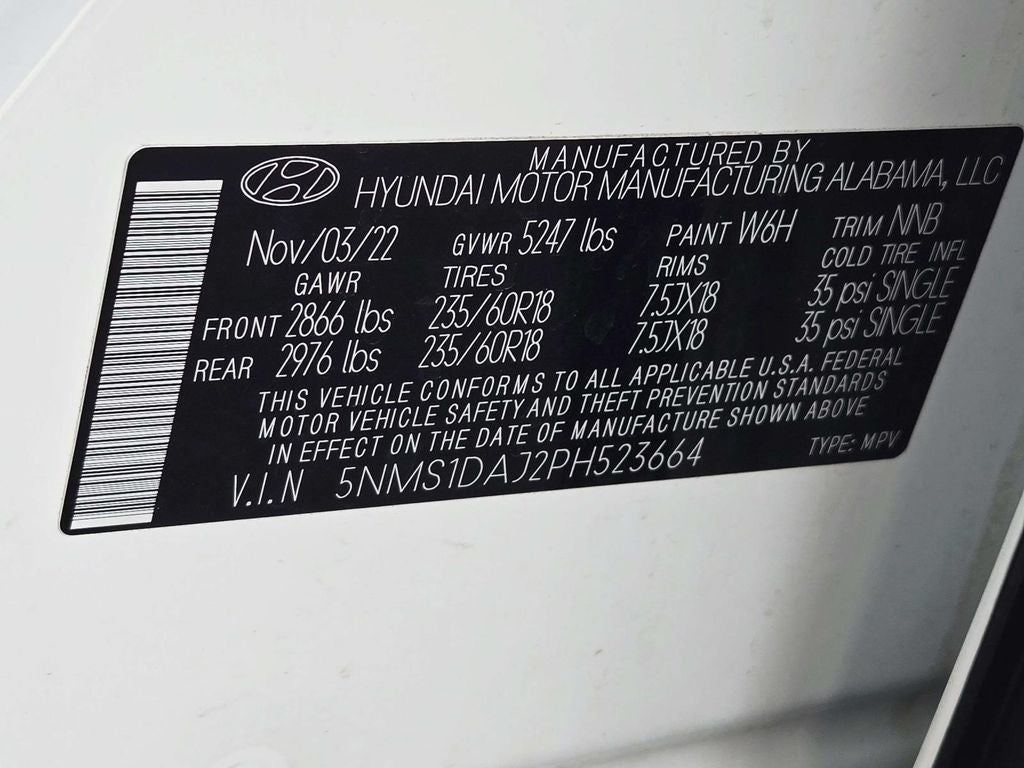 MANUFACTURED BY
HYUNDAI MOTOR MANUFACTURING ALABAMA, LLC
Nov/03/22 GVWR 5247 lbs PAINT W6H TRIM NNB
GAWR TIRES RIMS COLD TIRE INFL
FRONT 2866 lbs 235/60R18 7.5JX18 35 psi SINGLE
REAR 2976 lbs 235/60R18 7.5JX18 35 psi SINGLE
THIS VEHICLE CONFORMS TO ALL APPLICABLE U.S.A. FEDERAL
MOTOR VEHICLE SAFETY AND THEFT PREVENTION STANDARDS
IN EFFECT ON THE DATE OF MANUFACTURE SHOWN ABOVE
V.I.N 5NMS1DAJ2PH523664 TYPE: MPV